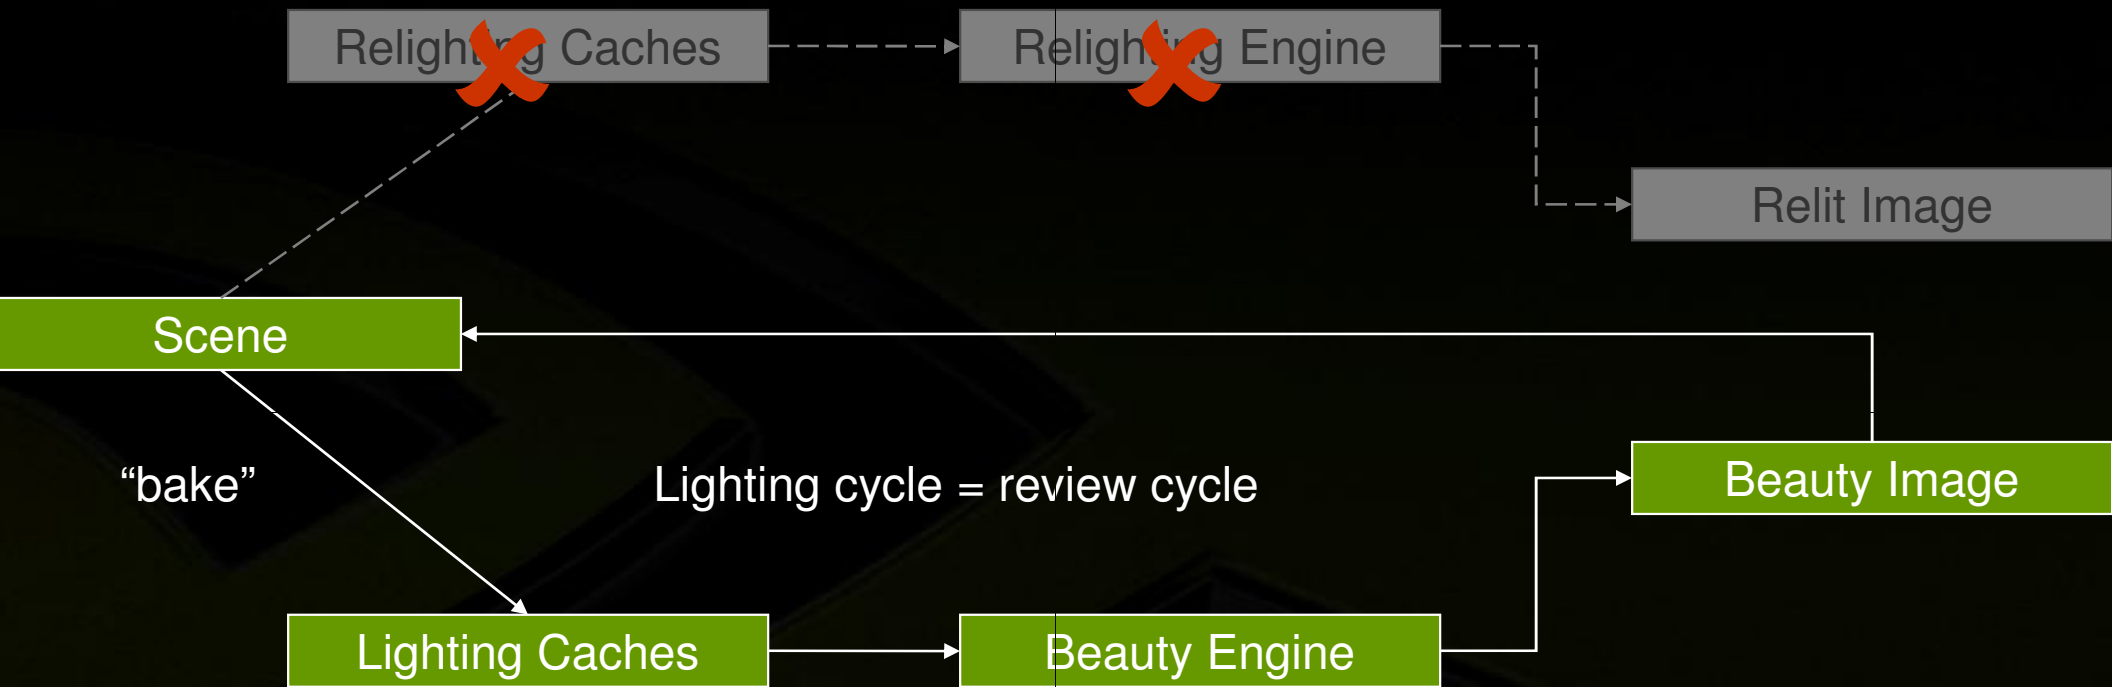 Relighting Caches
Relighting Engine
Relit Image
Scene
“bake”
Lighting cycle = review cycle
Beauty Image
Lighting Caches
Beauty Engine